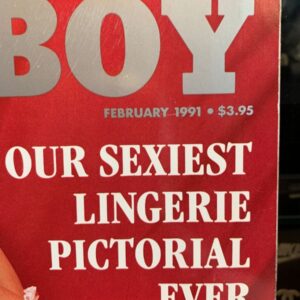 BOY
FEBRUARY 1991 • $3.95
OUR SEXIEST
LINGERIE
PICTORIAL
EVER